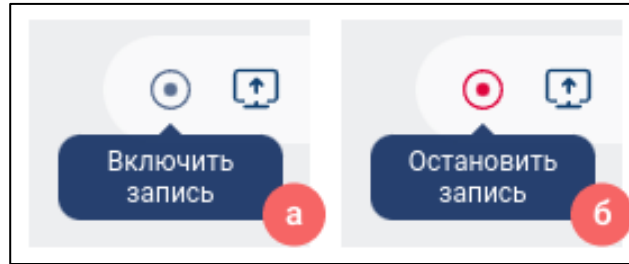 Включить
запись
а
Остановить
запись
б